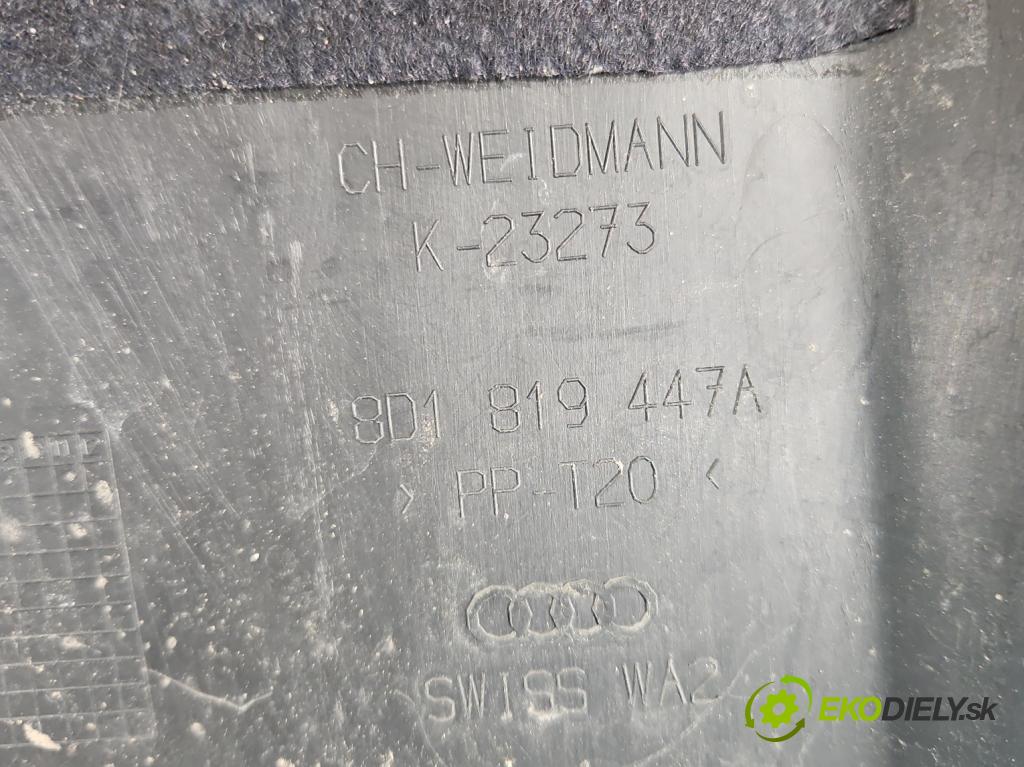 CH-WEIDMANN
K-23273
8D1 819 447A
> PP-T20 <
SWISS WA2
EKODIELY.sk